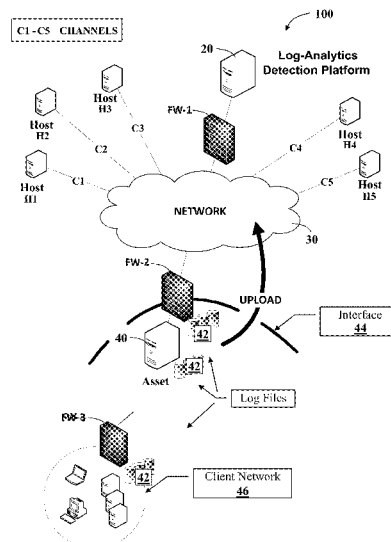 C1-C5 CHANNELS
100
20
Log-Analytics
Detection Platform
Host
H3
FW-1
Host
H2
C3
Host
H4
C2
C4
Host
H1
C1
C5
Host
H5
NETWORK
30
FW-2
UPLOAD
Interface
44
42
40
42
Asset
Log Files
FW-3
42
Client Network
46